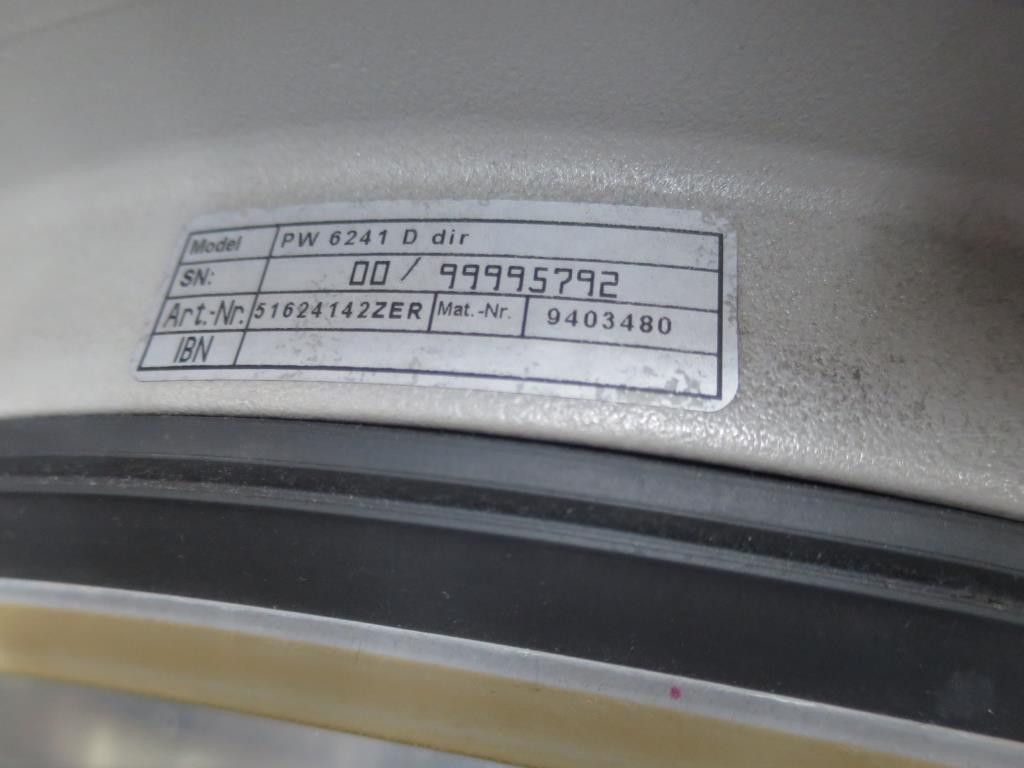 Model PW 6241 D dir
SN: 00 / 99995792
Art.-Nr. 51624142ZER Mat.-Nr. 9403480
IBN